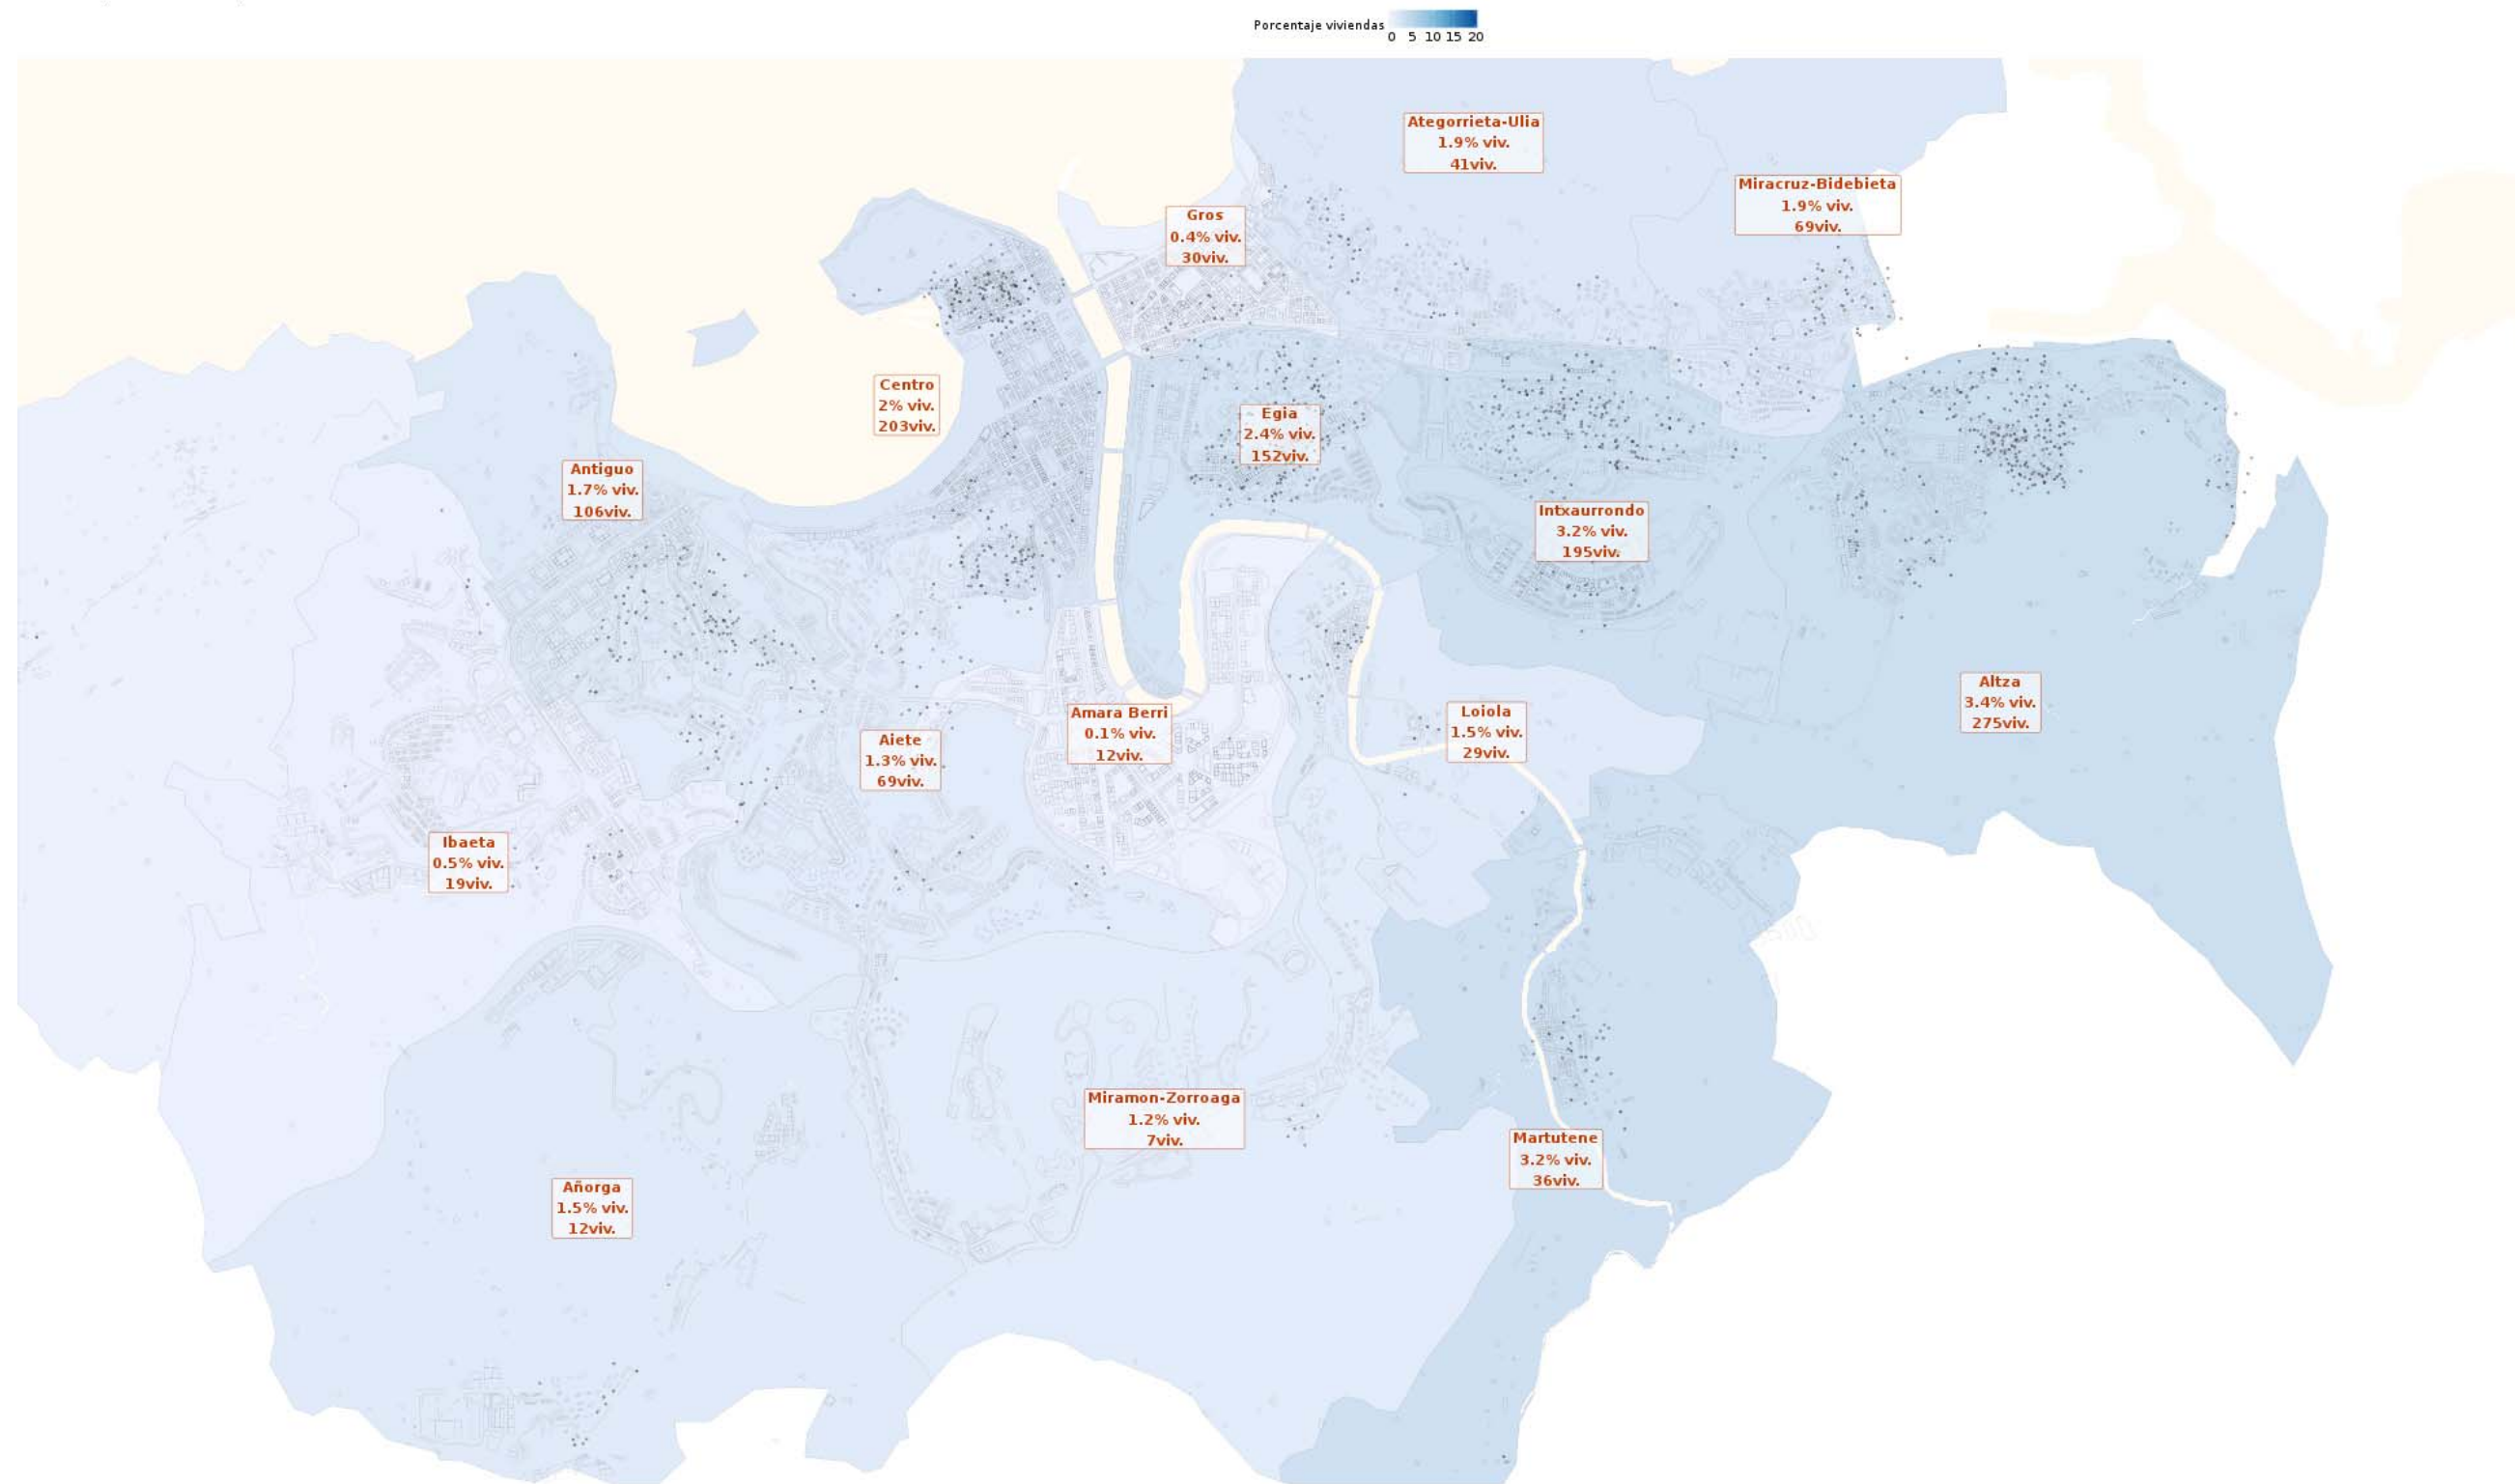 Porcentaje viviendas
0 5 10 15 20
Ategorrieta-Ulia
1.9% viv.
41viv.
Miracruz-Bidebieta
1.9% viv.
69viv.
Gros
0.4% viv.
30viv.
Centro
2% viv.
203viv.
Egia
2.4% viv.
152viv.
Antiguo
1.7% viv.
106viv.
Intxaurrondo
3.2% viv.
195viv.
Altza
3.4% viv.
275viv.
Amara Berri
0.1% viv.
12viv.
Loiola
1.5% viv.
29viv.
Aiete
1.3% viv.
69viv.
Ibaeta
0.5% viv.
19viv.
Miramon-Zorroaga
1.2% viv.
7viv.
Martutene
3.2% viv.
36viv.
Añorga
1.5% viv.
12viv.